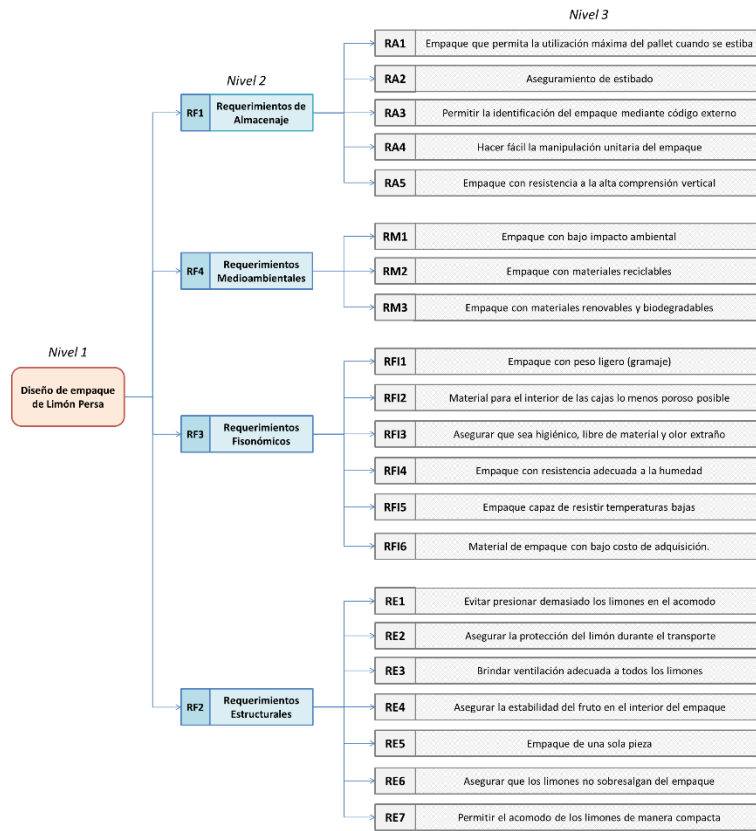 Nivel 3
Nivel 2
Nivel 1
Diseño de empaque
de Limón Persa
RF1 Requerimientos de
Almacenaje
RA1 Empaque que permita la utilización máxima del pallet cuando se estiba
RA2 Aseguramiento de estibado
RA3 Permitir la identificación del empaque mediante código externo
RA4 Hacer fácil la manipulación unitaria del empaque
RA5 Empaque con resistencia a la alta comprensión vertical
RF4 Requerimientos
Medioambientales
RM1 Empaque con bajo impacto ambiental
RM2 Empaque con materiales reciclables
RM3 Empaque con materiales renovables y biodegradables
RF3 Requerimientos
Fisonómicos
RFI1 Empaque con peso ligero (gramaje)
RFI2 Material para el interior de las cajas lo menos poroso posible
RFI3 Asegurar que sea higiénico, libre de material y olor extraño
RFI4 Empaque con resistencia adecuada a la humedad
RFI5 Empaque capaz de resistir temperaturas bajas
RFI6 Material de empaque con bajo costo de adquisición.
RF2 Requerimientos
Estructurales
RE1 Evitar presionar demasiado los limones en el acomodo
RE2 Asegurar la protección del limón durante el transporte
RE3 Brindar ventilación adecuada a todos los limones
RE4 Asegurar la estabilidad del fruto en el interior del empaque
RE5 Empaque de una sola pieza
RE6 Asegurar que los limones no sobresalgan del empaque
RE7 Permitir el acomodo de los limones de manera compacta